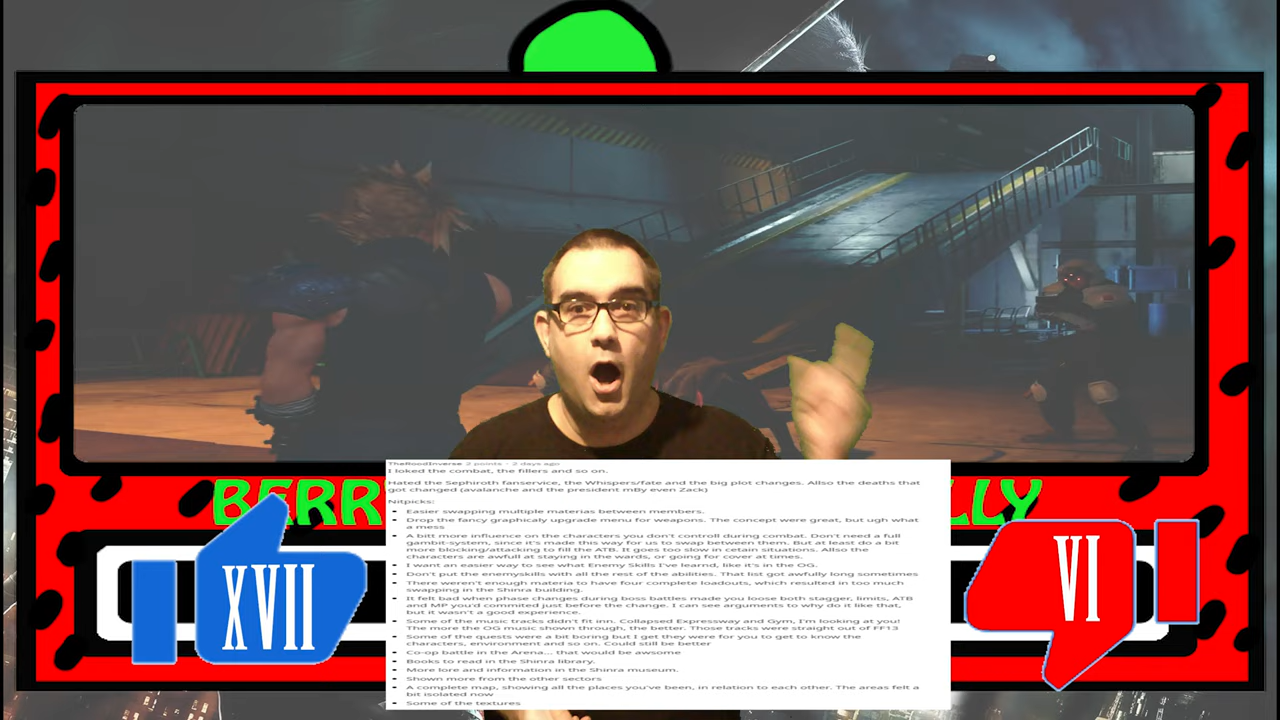 TheRoodInverse 2 points · 2 days ago
I loked the combat, the fillers and so on.
Hated the Sephiroth fanservice, the Whispers/fate and the big plot changes. Allso the deaths that
got changed (avalanche and the president mBy even Zack)
Nitpicks:
• Easier swapping multiple materias between members.
• Drop the fancy graphicaly upgrade menu for weapons. The concept were great, but ugh what
a mess
• A bitt more influence on the characters you don't controll during combat. Don't need a full
gambit-system, since it's made this way for us to swap between them. But at least do a bit
more blocking/attacking to fill the ATB. It goes too slow in cetain situations. Allso the
characters are awfull at staying in the wards, or going for cover at times.
• I want an easier way to see what Enemy Skills I've learnd, like it's in the OG.
• Don't put the enemyskills with all the rest of the abilities. That list got awfully long sometimes
• There weren't enough materia to have four complete loadouts, which resulted in too much
swapping in the Shinra building.
• It felt bad when phase changes during boss battles made you loose both stagger, limits, ATB
and MP you'd commited just before the change. I can see arguments to why do it like that,
but it wasn't a good experience.
• Some of the music tracks didn't fit inn. Collapsed Expressway and Gym, I'm looking at you!
The more the OG music shown through, the better. Those tracks were straight out of FF13
• Some of the quests were a bit boring but I get they were for you to get to know the
characters, environment and so on. Could still be better
• Co-op battle in the Arena... that would be awsome
• Books to read in the Shinra library.
• More lore and information in the Shinra museum.
• Shown more from the other sectors
• A complete map, showing all the places you've been, in relation to each other. The areas felt a
bit isolated now
• Some of the textures
BERR LLY
XVII
VI